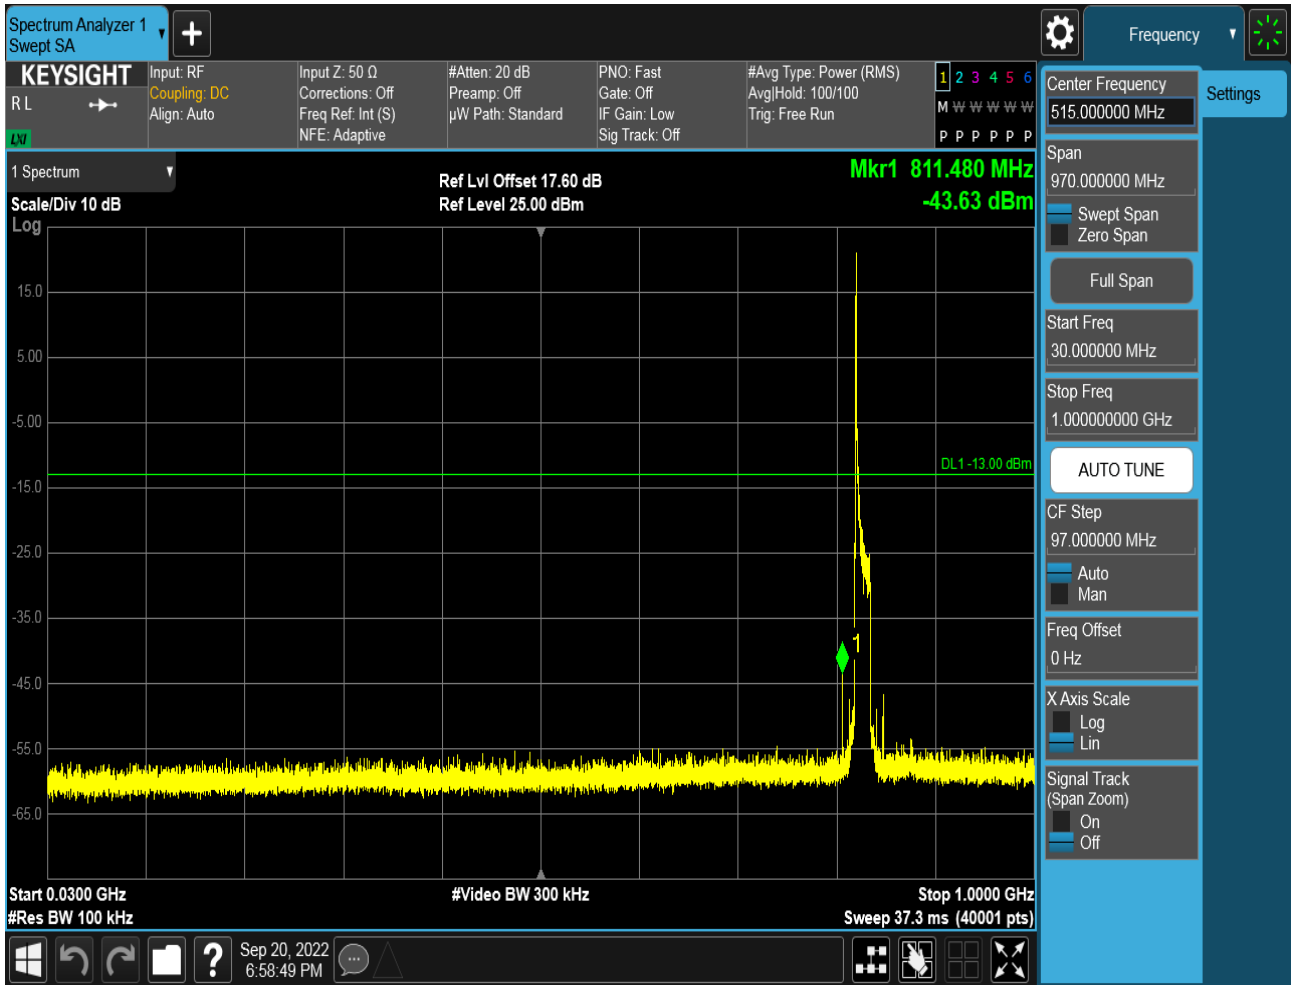 Spectrum Analyzer 1
Swept SA
Frequency
KEYSIGHT
R L
LXI
Input: RF
Coupling: DC
Align: Auto
Input Z: 50 Ω
Corrections: Off
Freq Ref: Int (S)
NFE: Adaptive
#Atten: 20 dB
Preamp: Off
µW Path: Standard
PNO: Fast
Gate: Off
IF Gain: Low
Sig Track: Off
#Avg Type: Power (RMS)
Avg|Hold: 100/100
Trig: Free Run
1 2 3 4 5 6
M W W W W W
P P P P P P
1 Spectrum
Scale/Div 10 dB
Log
Ref Lvl Offset 17.60 dB
Ref Level 25.00 dBm
Mkr1 811.480 MHz
-43.63 dBm
15.0
5.00
-5.00
-15.0
-25.0
-35.0
-45.0
-55.0
-65.0
DL1 -13.00 dBm
1
Start 0.0300 GHz
#Res BW 100 kHz
#Video BW 300 kHz
Stop 1.0000 GHz
Sweep 37.3 ms (40001 pts)
Center Frequency
515.000000 MHz
Settings
Span
970.000000 MHz
Swept Span
Zero Span
Full Span
Start Freq
30.000000 MHz
Stop Freq
1.000000000 GHz
AUTO TUNE
CF Step
97.000000 MHz
Auto
Man
Freq Offset
0 Hz
X Axis Scale
Log
Lin
Signal Track
(Span Zoom)
On
Off
?
Sep 20, 2022
6:58:49 PM